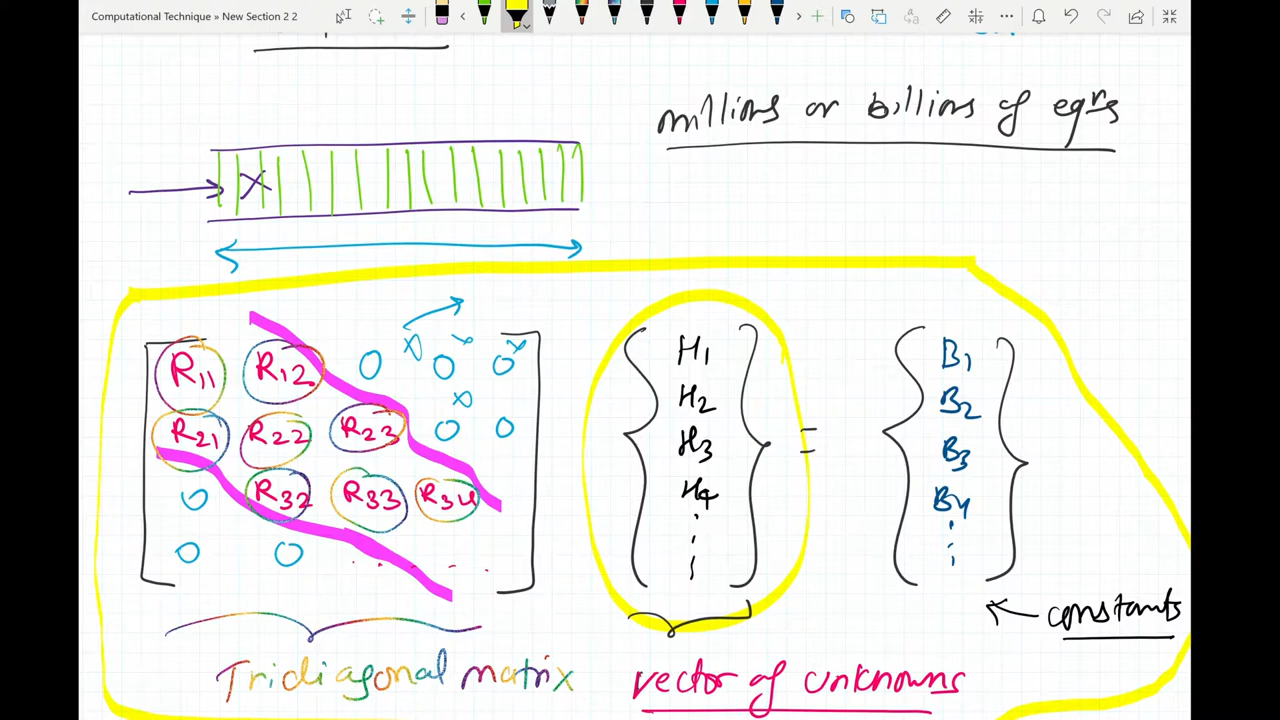 Computational Technique » New Section 2 2
millions or billions of eqns
X
R11 R12 0 0 0
R21 R22 R23 0 0
0 R32 R33 R34
0 0 . . . . .
H1
H2
H3
H4
=
B1
B2
B3
B4
constants
Tridiagonal matrix
vector of unknowns